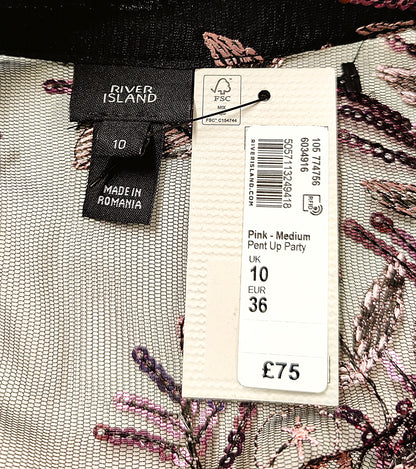 RIVER
ISLAND
10
MADE IN
ROMANIA
FSC
MIX
FSC® C154744
105 774756
6034916
5057113249418
RIVERISLAND.COM
RFID
Pink - Medium
Pent Up Party
UK
10
EUR
36
£75